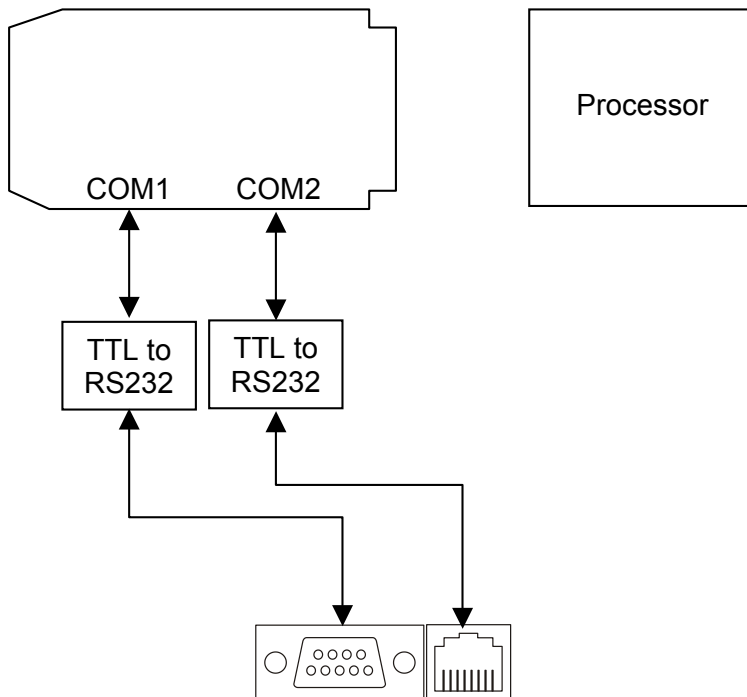 Processor
COM1 COM2
TTL to
RS232
TTL to
RS232